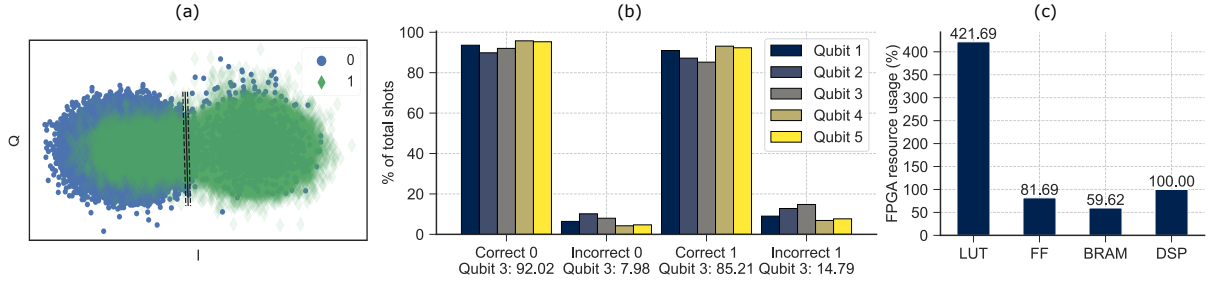 (a)
0
1
Q
I
(b)
% of total shots
100
80
60
40
20
0
Qubit 1
Qubit 2
Qubit 3
Qubit 4
Qubit 5
Correct 0
Qubit 3: 92.02
Incorrect 0
Qubit 3: 7.98
Correct 1
Qubit 3: 85.21
Incorrect 1
Qubit 3: 14.79
(c)
FPGA resource usage (%)
400
350
300
250
200
150
100
50
0
421.69
81.69
59.62
100.00
LUT
FF
BRAM
DSP